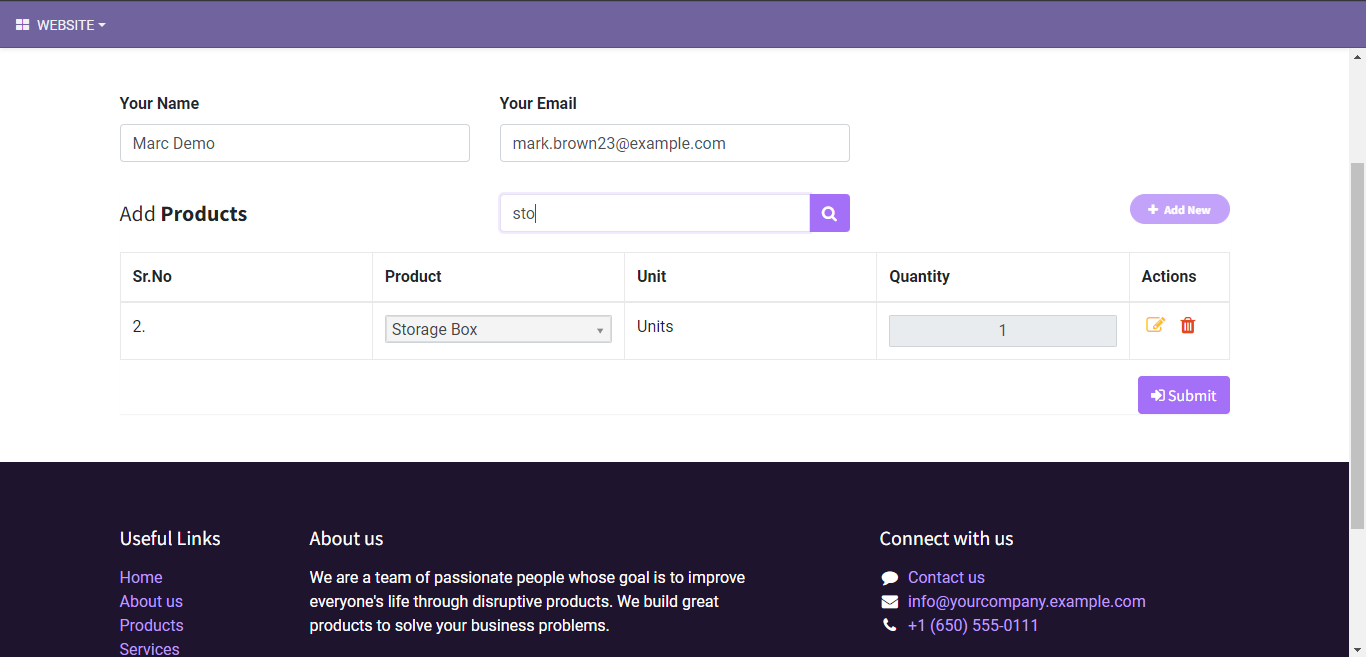 WEBSITE
Your Name
Your Email
Marc Demo
mark.brown23@example.com
Add Products
sto
Add New
Sr.No
Product
Unit
Quantity
Actions
2.
Storage Box
Units
1
Submit
Useful Links
About us
Connect with us
Home
We are a team of passionate people whose goal is to improve
Contact us
About us
everyone's life through disruptive products. We build great
info@yourcompany.example.com
Products
products to solve your business problems.
+1 (650) 555-0111
Services